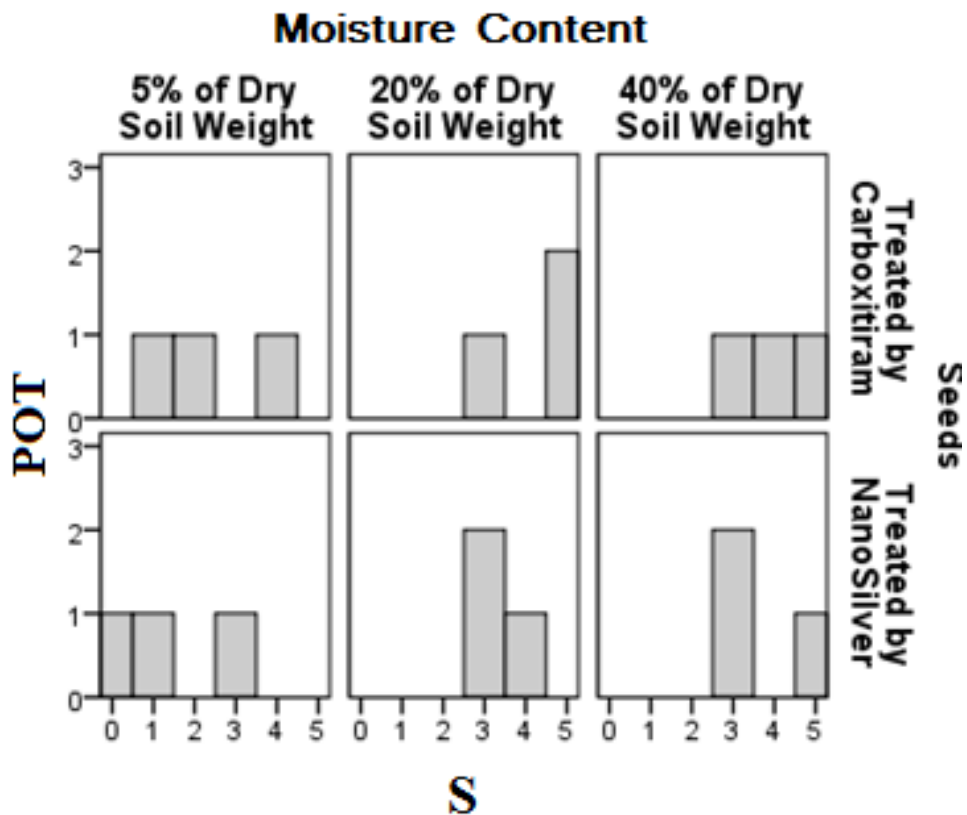 Moisture Content
5% of Dry
Soil Weight
20% of Dry
Soil Weight
40% of Dry
Soil Weight
3
2
1
0
Treated by
Carboxitiram
3
2
1
0
Treated by
NanoSilver
Seeds
POT
0 1 2 3 4 5
0 1 2 3 4 5
0 1 2 3 4 5
S